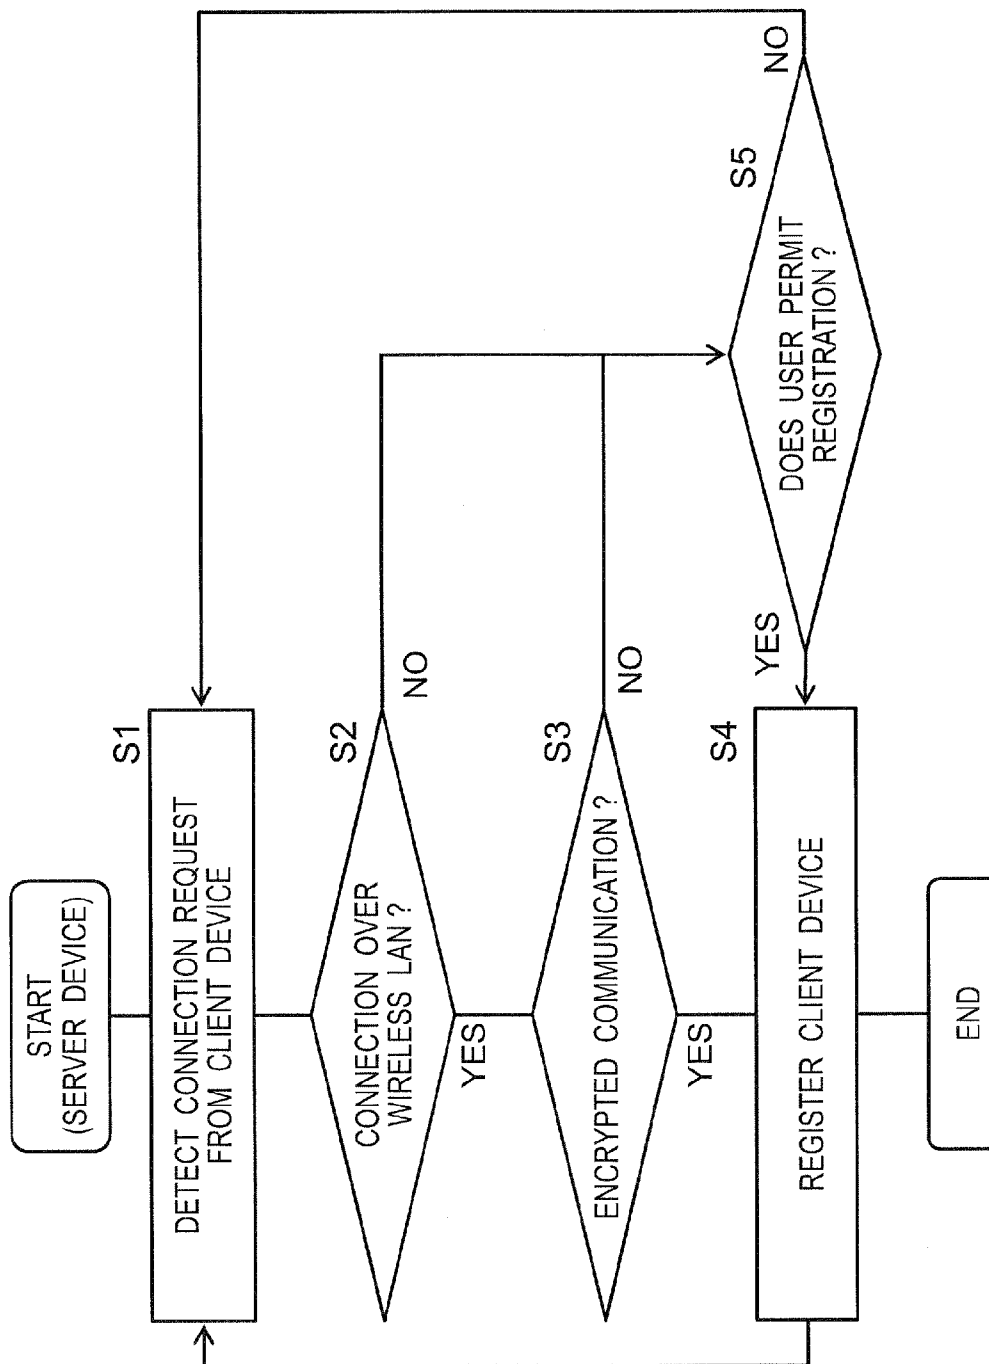 START
(SERVER DEVICE)
S1
DETECT CONNECTION REQUEST
FROM CLIENT DEVICE
S2
CONNECTION OVER
WIRELESS LAN ?
NO
YES
S3
ENCRYPTED COMMUNICATION ?
NO
YES
S5
DOES USER PERMIT
REGISTRATION ?
NO
YES
S4
REGISTER CLIENT DEVICE
END